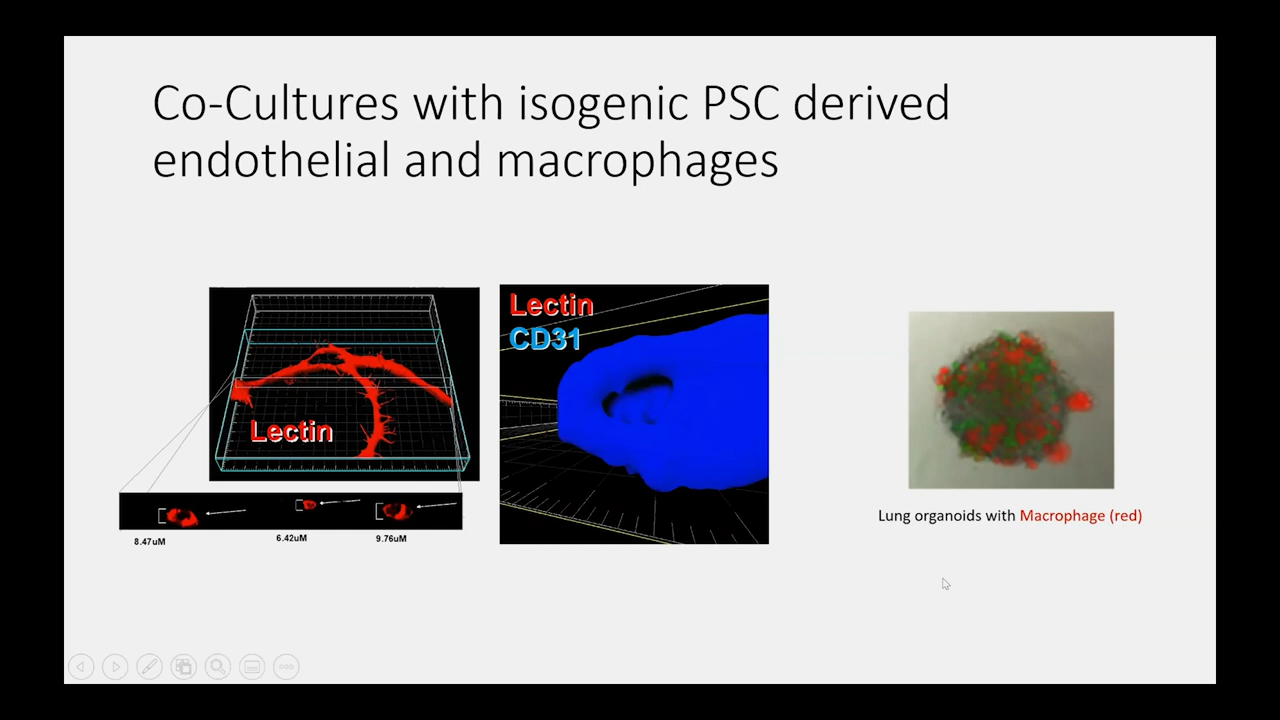 Co-Cultures with isogenic PSC derived
endothelial and macrophages
Lectin
8.47uM
6.42uM
9.76uM
Lectin
CD31
Lung organoids with Macrophage (red)